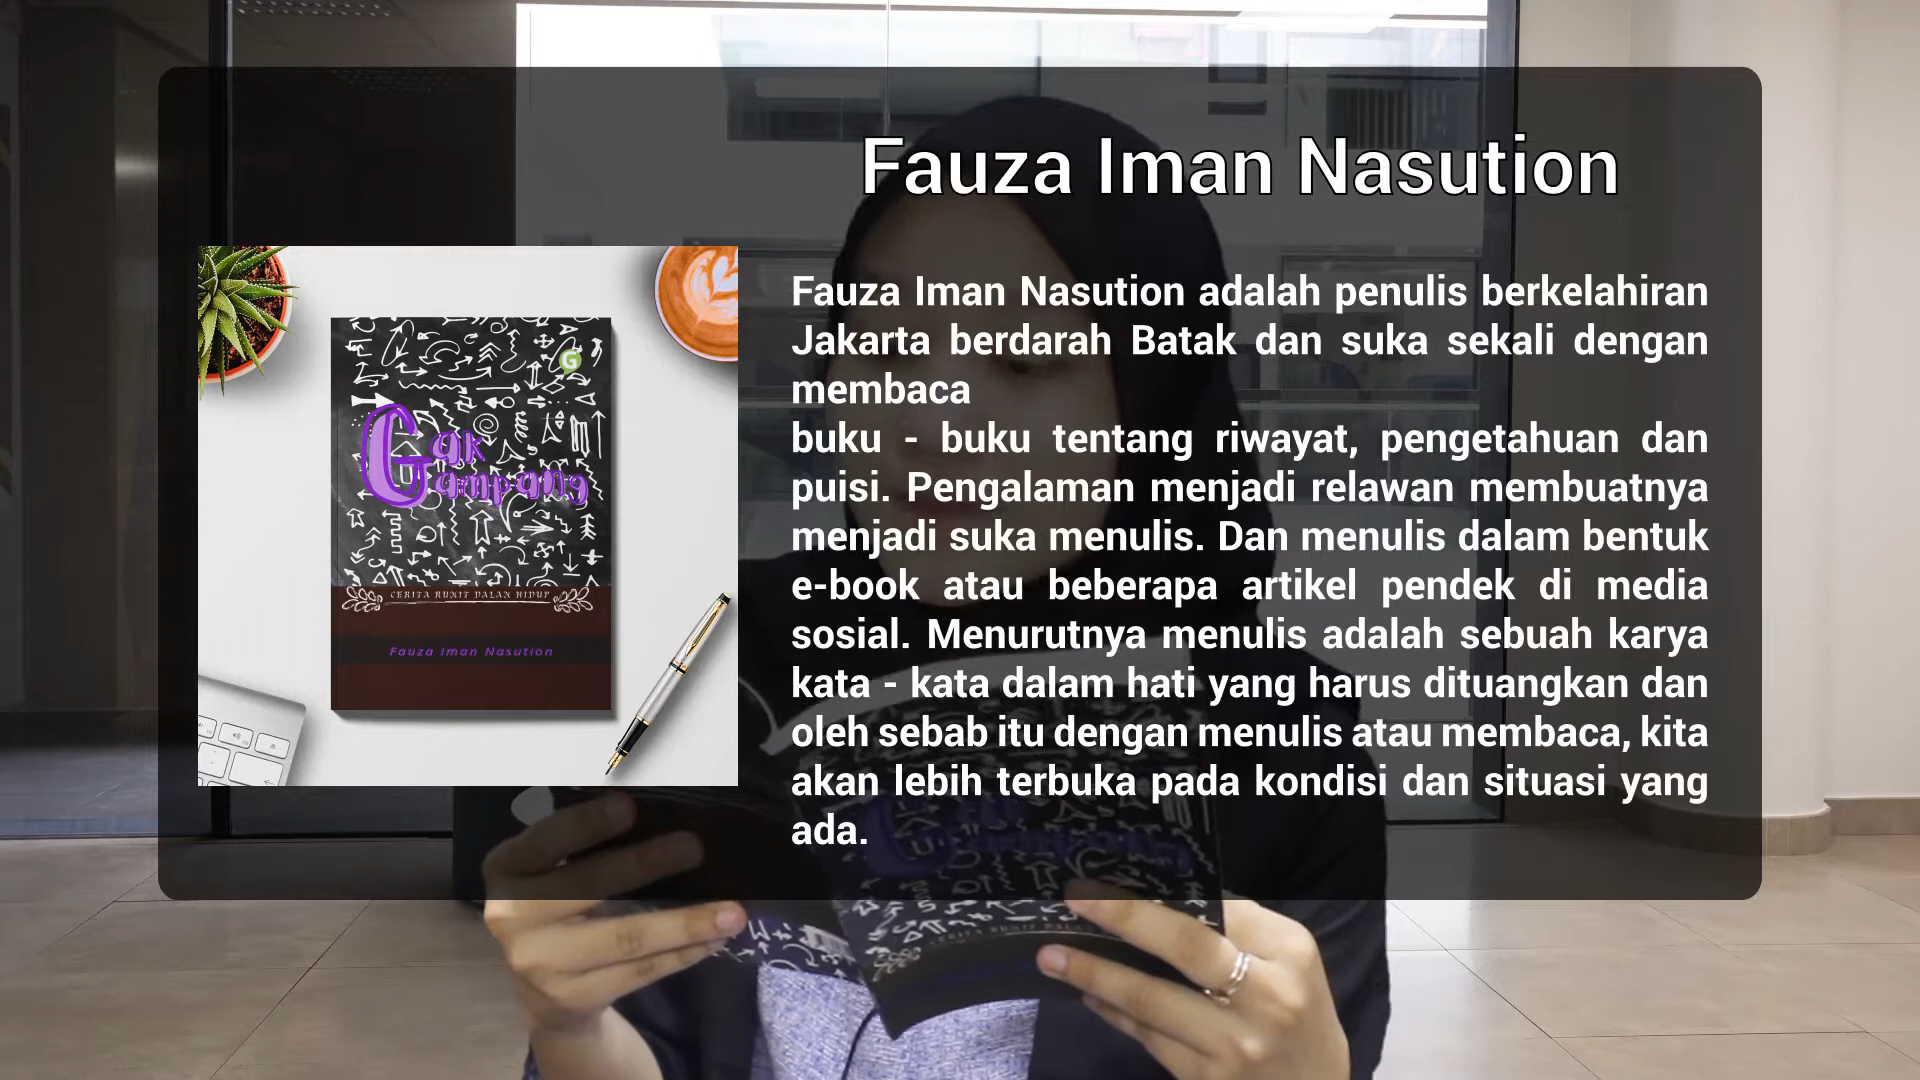 Fauza Iman Nasution
Fauza Iman Nasution adalah penulis berkelahiran
Jakarta berdarah Batak dan suka sekali dengan
membaca
buku - buku tentang riwayat, pengetahuan dan
puisi. Pengalaman menjadi relawan membuatnya
menjadi suka menulis. Dan menulis dalam bentuk
e-book atau beberapa artikel pendek di media
sosial. Menurutnya menulis adalah sebuah karya
kata - kata dalam hati yang harus dituangkan dan
oleh sebab itu dengan menulis atau membaca, kita
akan lebih terbuka pada kondisi dan situasi yang
ada.
G
Gak
Gampang
CERITA RUMIT DALAN HIDUP
Fauza Iman Nasution